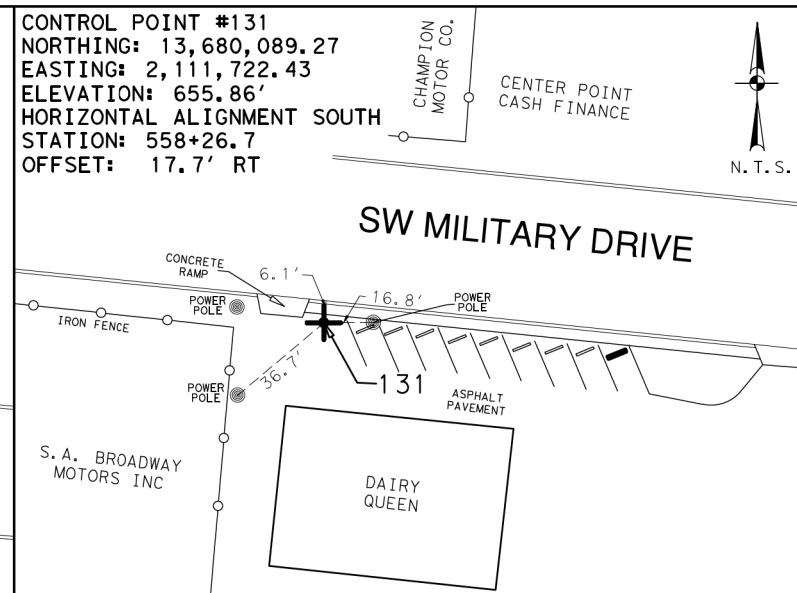 CONTROL POINT #131
NORTHING: 13,680,089.27
EASTING: 2,111,722.43
ELEVATION: 655.86'
HORIZONTAL ALIGNMENT SOUTH
STATION: 558+26.7
OFFSET: 17.7' RT
CHAMPION
MOTOR CO.
CENTER POINT
CASH FINANCE
N.T.S.
SW MILITARY DRIVE
CONCRETE
RAMP
6.1'
16.8'
POWER
POLE
POWER
POLE
IRON FENCE
36.7'
131
POWER
POLE
ASPHALT
PAVEMENT
S.A. BROADWAY
MOTORS INC
DAIRY
QUEEN